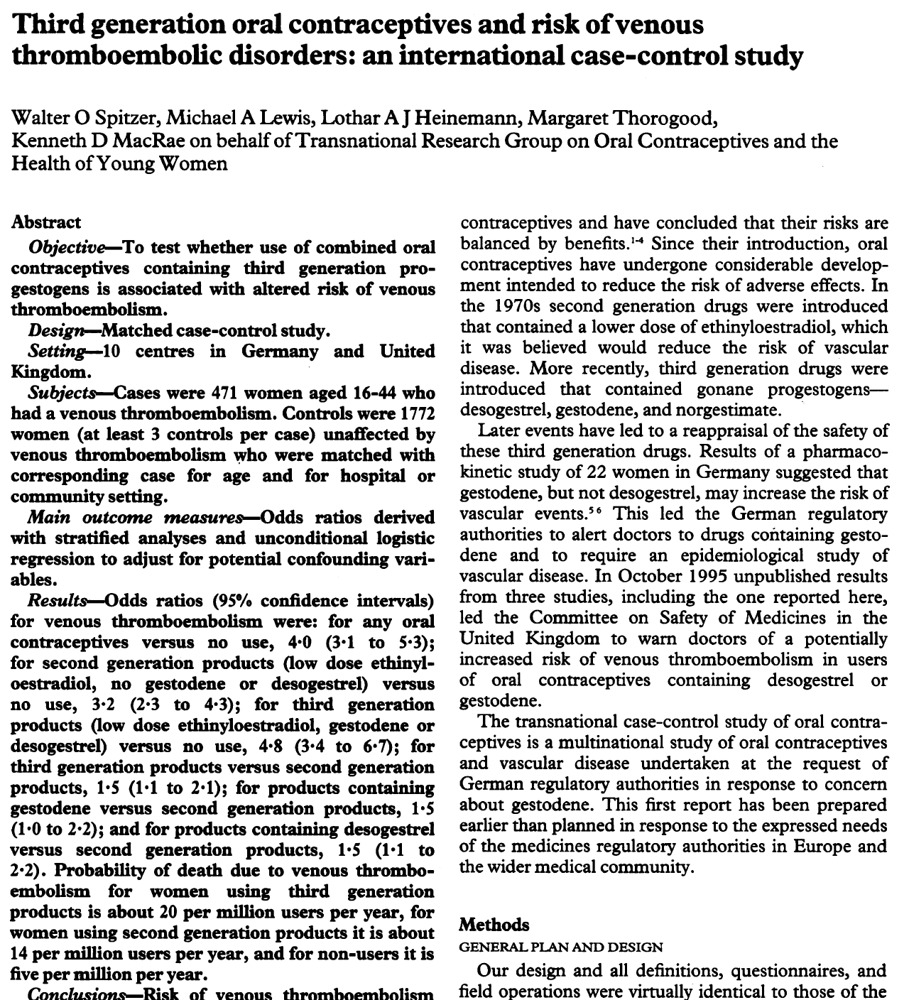 Third generation oral contraceptives and risk of venous
thromboembolic disorders: an international case-control study
Walter O Spitzer, Michael A Lewis, Lothar A J Heinemann, Margaret Thorogood,
Kenneth D MacRae on behalf of Transnational Research Group on Oral Contraceptives and the
Health of Young Women
Abstract
Objective—To test whether use of combined oral
contraceptives containing third generation pro-
gestogens is associated with altered risk of venous
thromboembolism.
Design—Matched case-control study.
Setting—10 centres in Germany and United
Kingdom.
Subjects—Cases were 471 women aged 16-44 who
had a venous thromboembolism. Controls were 1772
women (at least 3 controls per case) unaffected by
venous thromboembolism who were matched with
corresponding case for age and for hospital or
community setting.
Main outcome measures—Odds ratios derived
with stratified analyses and unconditional logistic
regression to adjust for potential confounding vari-
ables.
Results—Odds ratios (95% confidence intervals)
for venous thromboembolism were: for any oral
contraceptives versus no use, 4·0 (3·1 to 5·3);
for second generation products (low dose ethinyl-
oestradiol, no gestodene or desogestrel) versus
no use, 3·2 (2·3 to 4·3); for third generation
products (low dose ethinyloestradiol, gestodene or
desogestrel) versus no use, 4·8 (3·4 to 6·7); for
third generation products versus second generation
products, 1·5 (1·1 to 2·1); for products containing
gestodene versus second generation products, 1·5
(1·0 to 2·2); and for products containing desogestrel
versus second generation products, 1·5 (1·1 to
2·2). Probability of death due to venous thrombo-
embolism for women using third generation
products is about 20 per million users per year, for
women using second generation products it is about
14 per million users per year, and for non-users it is
five per million per year.
Conclusions—Risk of venous thromboembolism
contraceptives and have concluded that their risks are
balanced by benefits.¹⁻⁴ Since their introduction, oral
contraceptives have undergone considerable develop-
ment intended to reduce the risk of adverse effects. In
the 1970s second generation drugs were introduced
that contained a lower dose of ethinyloestradiol, which
it was believed would reduce the risk of vascular
disease. More recently, third generation drugs were
introduced that contained gonane progestogens—
desogestrel, gestodene, and norgestimate.
Later events have led to a reappraisal of the safety of
these third generation drugs. Results of a pharmaco-
kinetic study of 22 women in Germany suggested that
gestodene, but not desogestrel, may increase the risk of
vascular events.⁵ ⁶ This led the German regulatory
authorities to alert doctors to drugs containing gesto-
dene and to require an epidemiological study of
vascular disease. In October 1995 unpublished results
from three studies, including the one reported here,
led the Committee on Safety of Medicines in the
United Kingdom to warn doctors of a potentially
increased risk of venous thromboembolism in users
of oral contraceptives containing desogestrel or
gestodene.
The transnational case-control study of oral contra-
ceptives is a multinational study of oral contraceptives
and vascular disease undertaken at the request of
German regulatory authorities in response to concern
about gestodene. This first report has been prepared
earlier than planned in response to the expressed needs
of the medicines regulatory authorities in Europe and
the wider medical community.
Methods
GENERAL PLAN AND DESIGN
Our design and all definitions, questionnaires, and
field operations were virtually identical to those of the